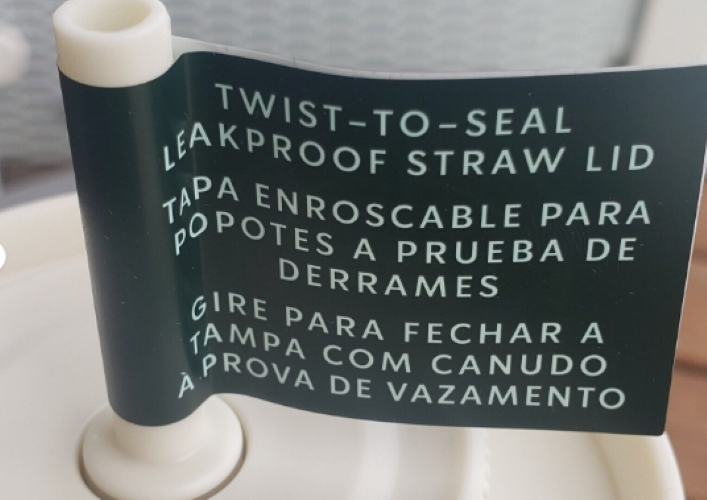 TWIST-TO-SEAL
LEAKPROOF STRAW LID
TAPA ENROSCABLE PARA
POPOTES A PRUEBA DE
DERRAMES
GIRE PARA FECHAR A
TAMPA COM CANUDO
À PROVA DE VAZAMENTO